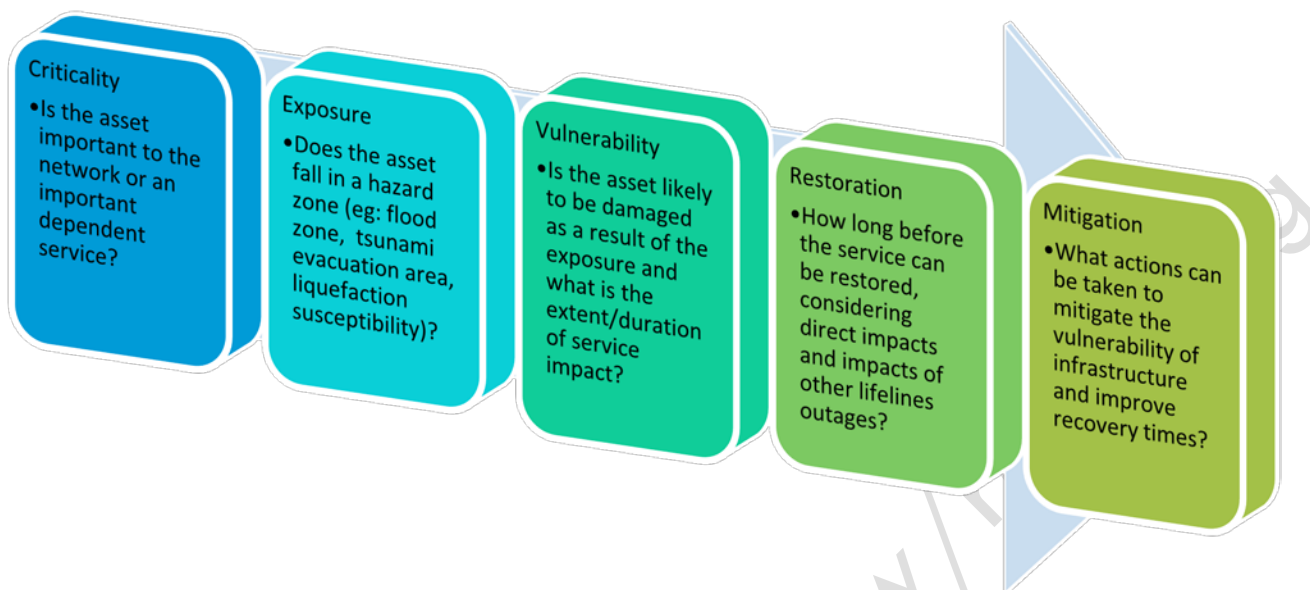 Criticality
•Is the asset
important to the
network or an
important
dependent
service?
Exposure
•Does the asset
fall in a hazard
zone (eg: flood
zone, tsunami
evacuation area,
liquefaction
susceptibility)?
Vulnerability
•Is the asset likely
to be damaged
as a result of the
exposure and
what is the
extent/duration
of service
impact?
Restoration
•How long before
the service can
be restored,
considering
direct impacts
and impacts of
other lifelines
outages?
Mitigation
•What actions can
be taken to
mitigate the
vulnerability of
infrastructure
and improve
recovery times?